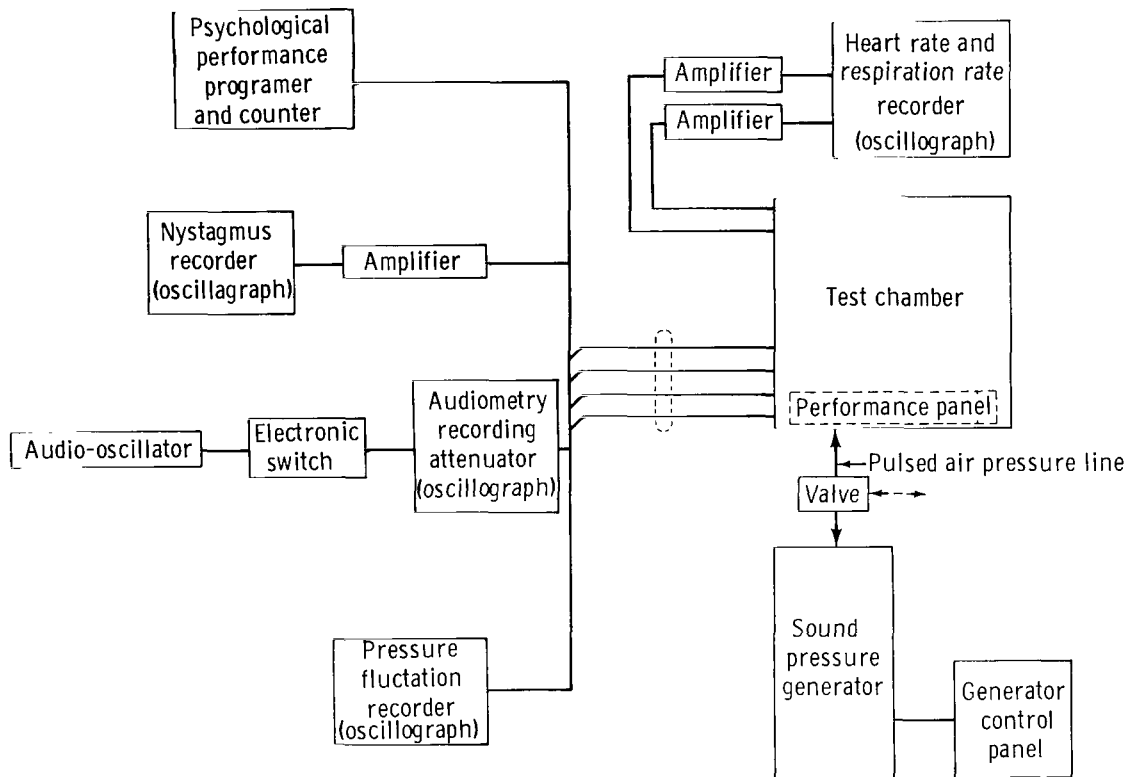 Psychological
performance
programer
and counter
Amplifier
Amplifier
Heart rate and
respiration rate
recorder
(oscillograph)
Nystagmus
recorder
(oscillagraph)
Amplifier
Test chamber
Performance panel
Audio-oscillator
Electronic
switch
Audiometry
recording
attenuator
(oscillograph)
Pulsed air pressure line
Valve
Pressure
fluctation
recorder
(oscillograph)
Sound
pressure
generator
Generator
control
panel